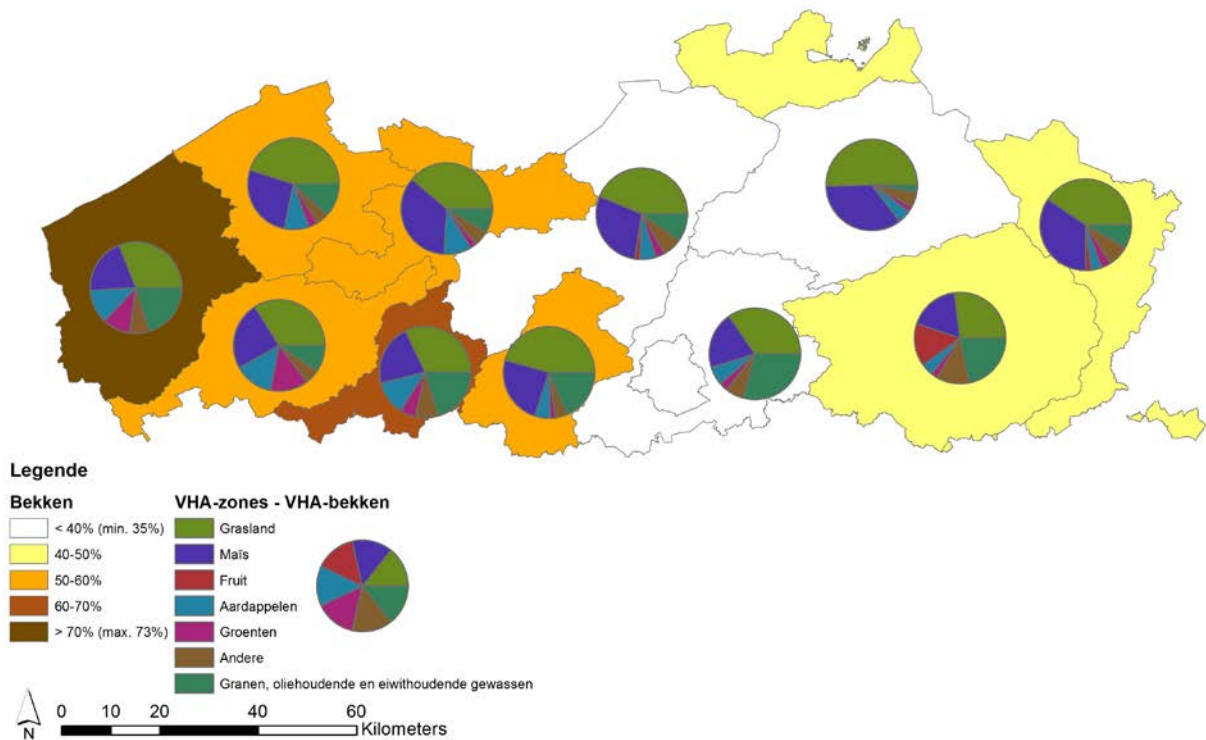 Legende
Bekken
< 40% (min. 35%)
40-50%
50-60%
60-70%
> 70% (max. 73%)
VHA-zones - VHA-bekken
Grasland
Maïs
Fruit
Aardappelen
Groenten
Andere
Granen, oliehoudende en eiwithoudende gewassen
N
0 10 20 40 60
Kilometers